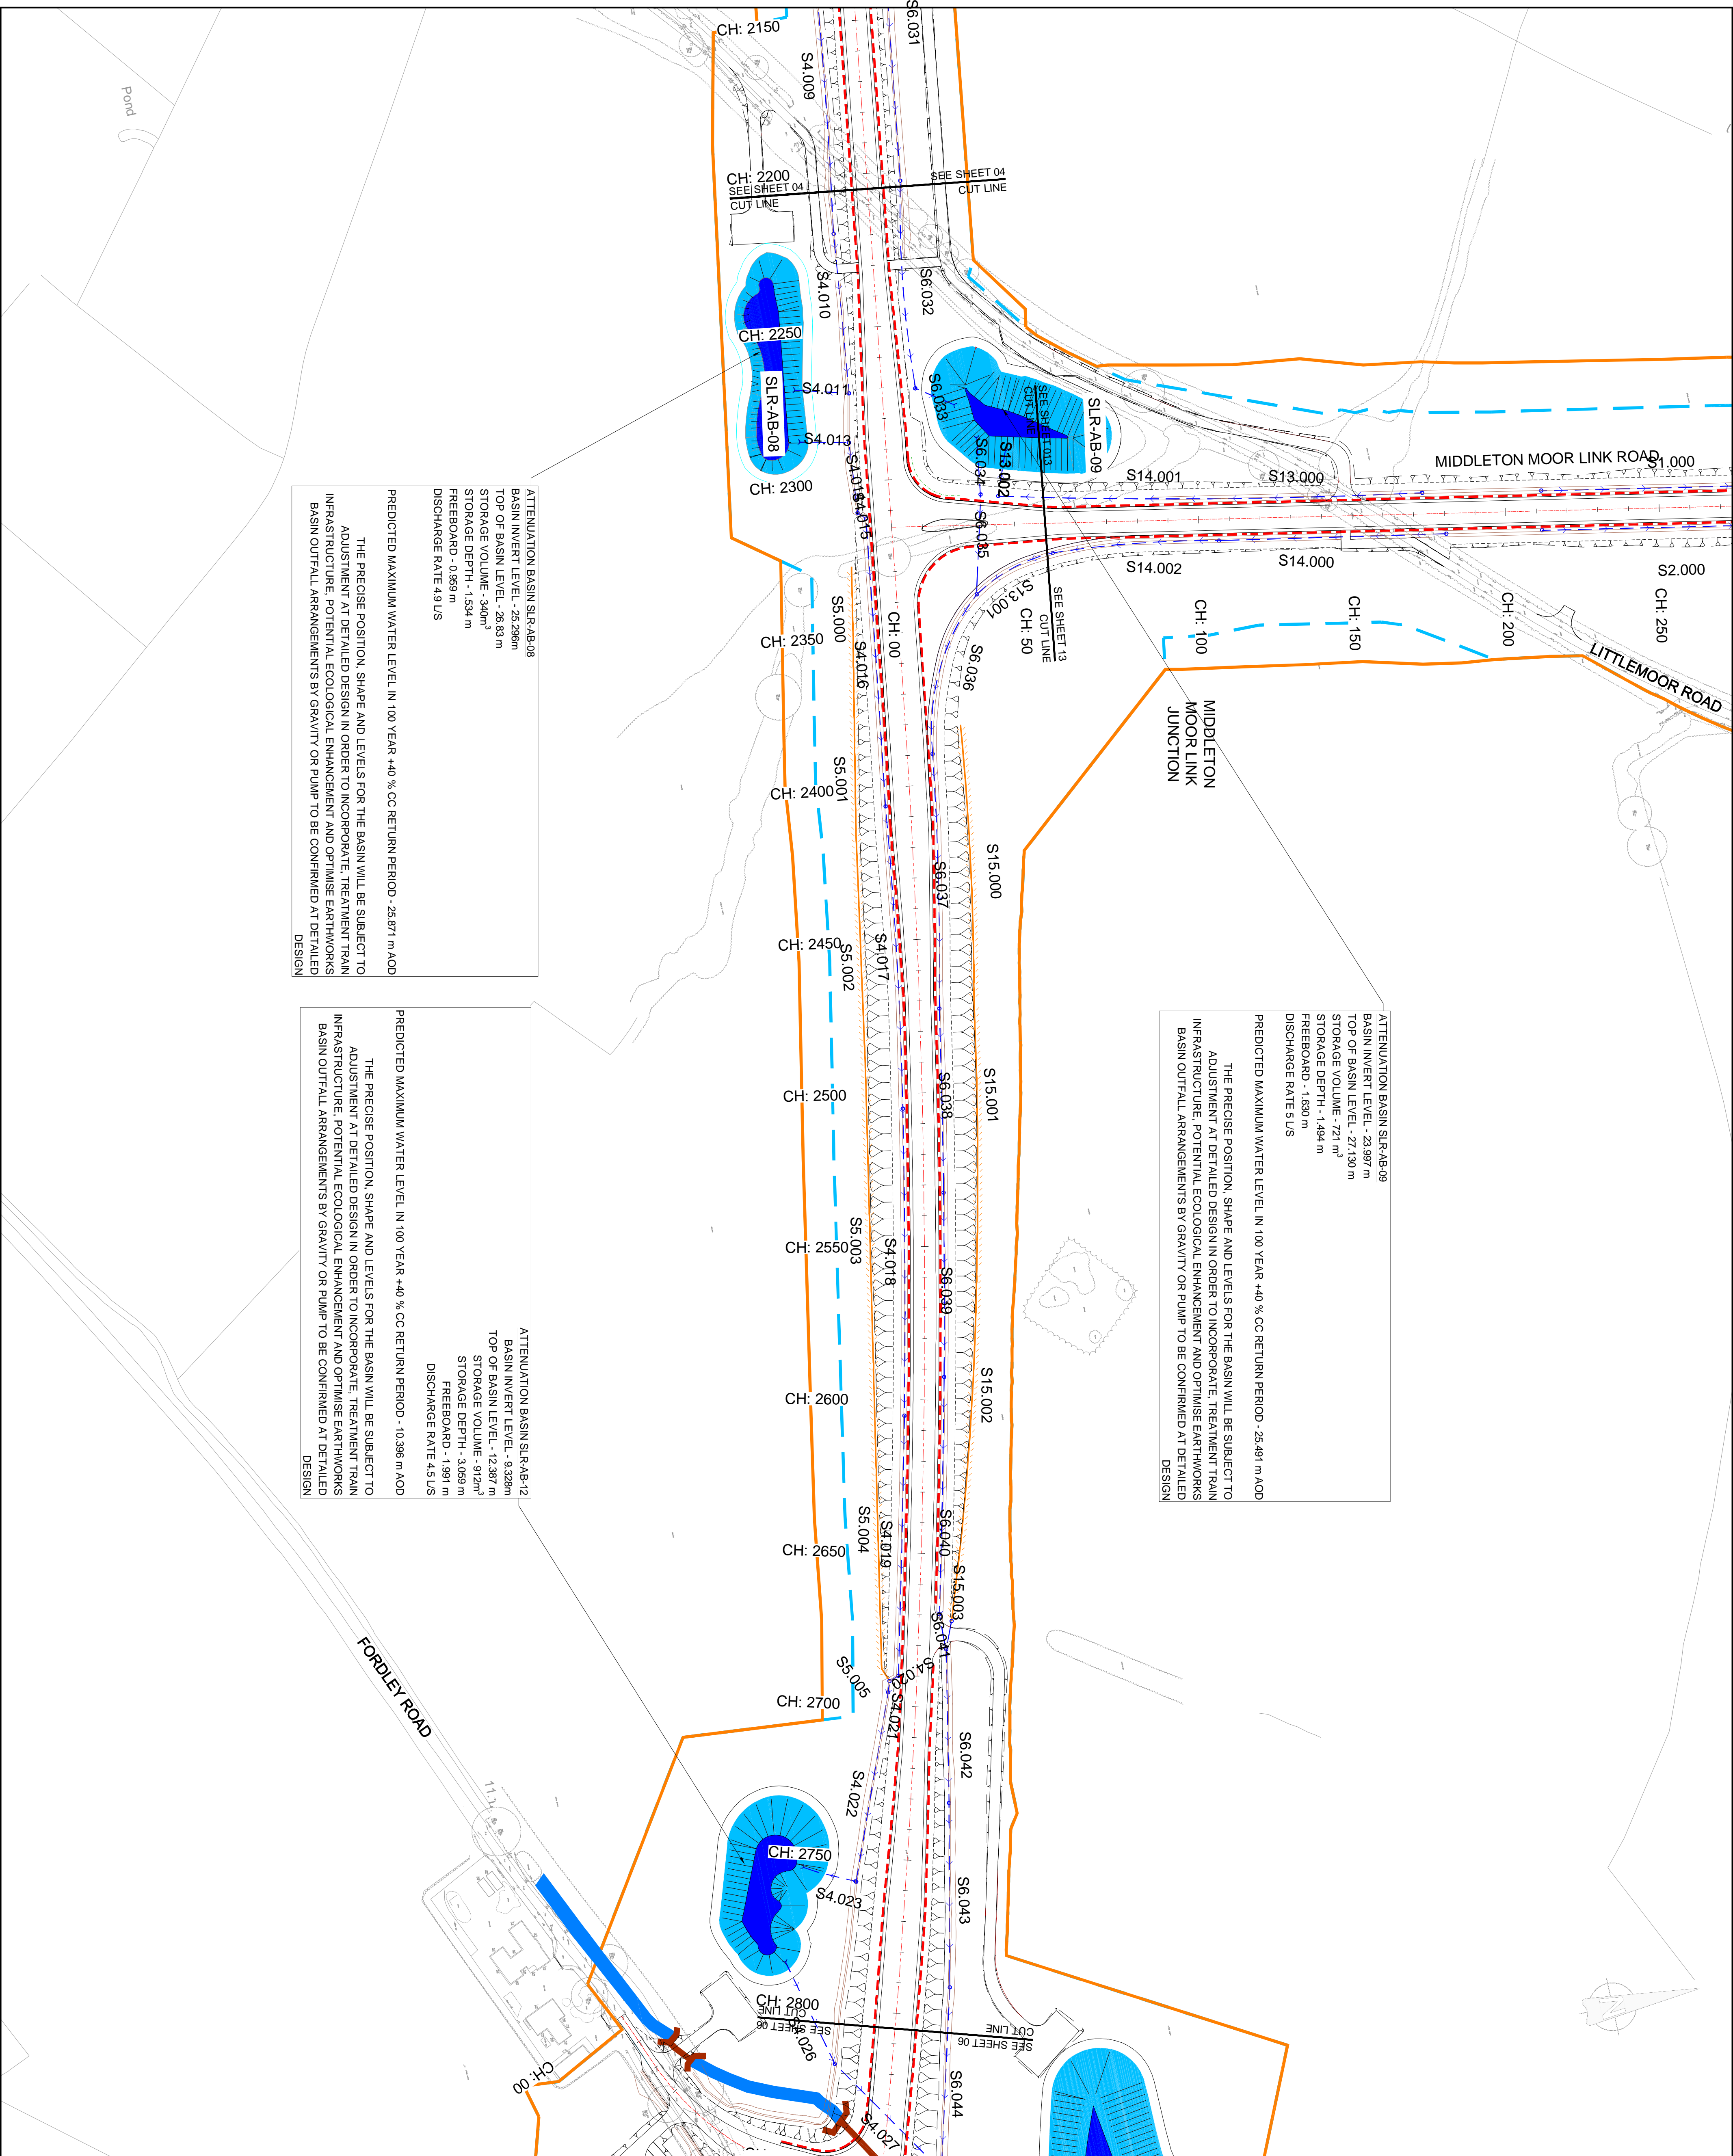 CH: 2150
S4.009
S6.031
Pond
CH: 2200
SEE SHEET 04
CUT LINE
SEE SHEET 04
CUT LINE
S4.010
S6.032
CH: 2250
SLR-AB-08
S4.011
S4.013
CH: 2300
S4.015
S6.033
SEE SHEET 013
CUT LINE
SLR-AB-09
S6.034
S13.002
S14.001
S13.000
MIDDLETON MOOR LINK ROAD
S1.000
S6.035
S14.002
S14.000
S2.000
S13.001
SEE SHEET 13
CUT LINE
CH: 50
CH: 100
CH: 150
CH: 200
CH: 250
LITTLEMOOR ROAD
MIDDLETON
MOOR LINK
JUNCTION
CH: 00
S5.000
CH: 2350
S4.016
S6.036
S5.001
CH: 2400
S15.000
S6.037
CH: 2450
S5.002
S4.017
CH: 2500
S6.038
S15.001
CH: 2550
S5.003
S4.018
S6.039
CH: 2600
S15.002
CH: 2650
S5.004
S4.019
S6.040
S15.003
S6.041
S4.020
S5.005
CH: 2700
S4.021
S6.042
S4.022
CH: 2750
S4.023
S6.043
CH: 2800
SEE SHEET 06
CUT LINE
SEE SHEET 06
CUT LINE
S4.026
S6.044
S4.027
CH: 00
FORDLEY ROAD
ATTENUATION BASIN SLR-AB-08
BASIN INVERT LEVEL - 25.296m
TOP OF BASIN LEVEL - 26.83 m
STORAGE VOLUME - 340m³
STORAGE DEPTH - 1.534 m
FREEBOARD - 0.959 m
DISCHARGE RATE 4.9 L/S
PREDICTED MAXIMUM WATER LEVEL IN 100 YEAR +40 % CC RETURN PERIOD - 25.871 m AOD
THE PRECISE POSITION, SHAPE AND LEVELS FOR THE BASIN WILL BE SUBJECT TO
ADJUSTMENT AT DETAILED DESIGN IN ORDER TO INCORPORATE, TREATMENT TRAIN
INFRASTRUCTURE, POTENTIAL ECOLOGICAL ENHANCEMENT AND OPTIMISE EARTHWORKS
BASIN OUTFALL ARRANGEMENTS BY GRAVITY OR PUMP TO BE CONFIRMED AT DETAILED
DESIGN
ATTENUATION BASIN SLR-AB-09
BASIN INVERT LEVEL - 23.997 m
TOP OF BASIN LEVEL - 27.130 m
STORAGE VOLUME - 721 m³
STORAGE DEPTH - 1.494 m
FREEBOARD - 1.630 m
DISCHARGE RATE 5 L/S
PREDICTED MAXIMUM WATER LEVEL IN 100 YEAR +40 % CC RETURN PERIOD - 25.491 m AOD
THE PRECISE POSITION, SHAPE AND LEVELS FOR THE BASIN WILL BE SUBJECT TO
ADJUSTMENT AT DETAILED DESIGN IN ORDER TO INCORPORATE, TREATMENT TRAIN
INFRASTRUCTURE, POTENTIAL ECOLOGICAL ENHANCEMENT AND OPTIMISE EARTHWORKS
BASIN OUTFALL ARRANGEMENTS BY GRAVITY OR PUMP TO BE CONFIRMED AT DETAILED
DESIGN
ATTENUATION BASIN SLR-AB-12
BASIN INVERT LEVEL - 9.328m
TOP OF BASIN LEVEL - 12.387 m
STORAGE VOLUME - 912m³
STORAGE DEPTH - 3.059 m
FREEBOARD - 1.991 m
DISCHARGE RATE 4.5 L/S
PREDICTED MAXIMUM WATER LEVEL IN 100 YEAR +40 % CC RETURN PERIOD - 10.396 m AOD
THE PRECISE POSITION, SHAPE AND LEVELS FOR THE BASIN WILL BE SUBJECT TO
ADJUSTMENT AT DETAILED DESIGN IN ORDER TO INCORPORATE, TREATMENT TRAIN
INFRASTRUCTURE, POTENTIAL ECOLOGICAL ENHANCEMENT AND OPTIMISE EARTHWORKS
BASIN OUTFALL ARRANGEMENTS BY GRAVITY OR PUMP TO BE CONFIRMED AT DETAILED
DESIGN